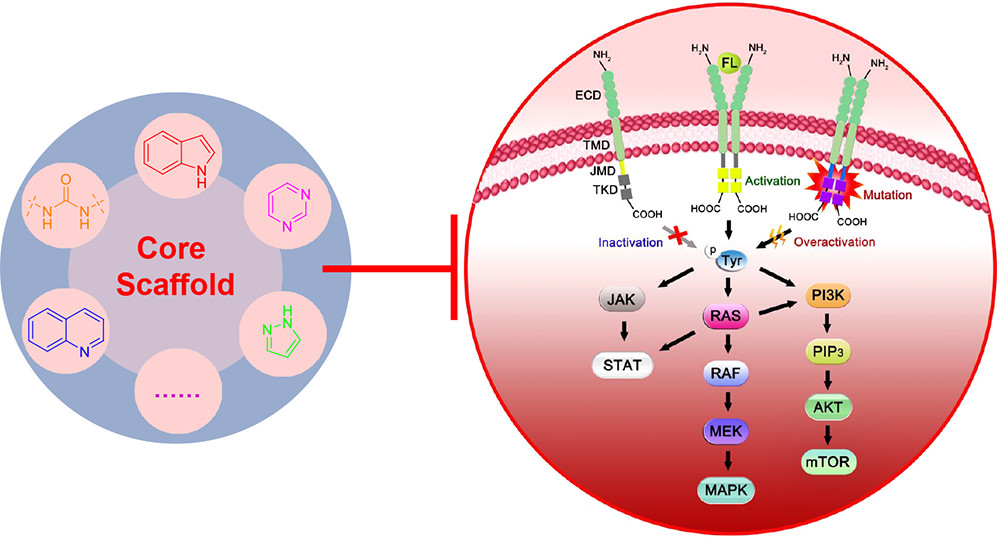 O
N
H
N
H
N
H
N
N
Core
Scaffold
N
H
N
N
......
NH₂
ECD
TMD
JMD
TKD
COOH
H₂N
NH₂
FL
Activation
HOOC
COOH
H₂N
NH₂
Mutation
HOOC
COOH
Inactivation
Overactivation
P
Tyr
JAK
RAS
PI3K
STAT
RAF
PIP₃
MEK
AKT
MAPK
mTOR